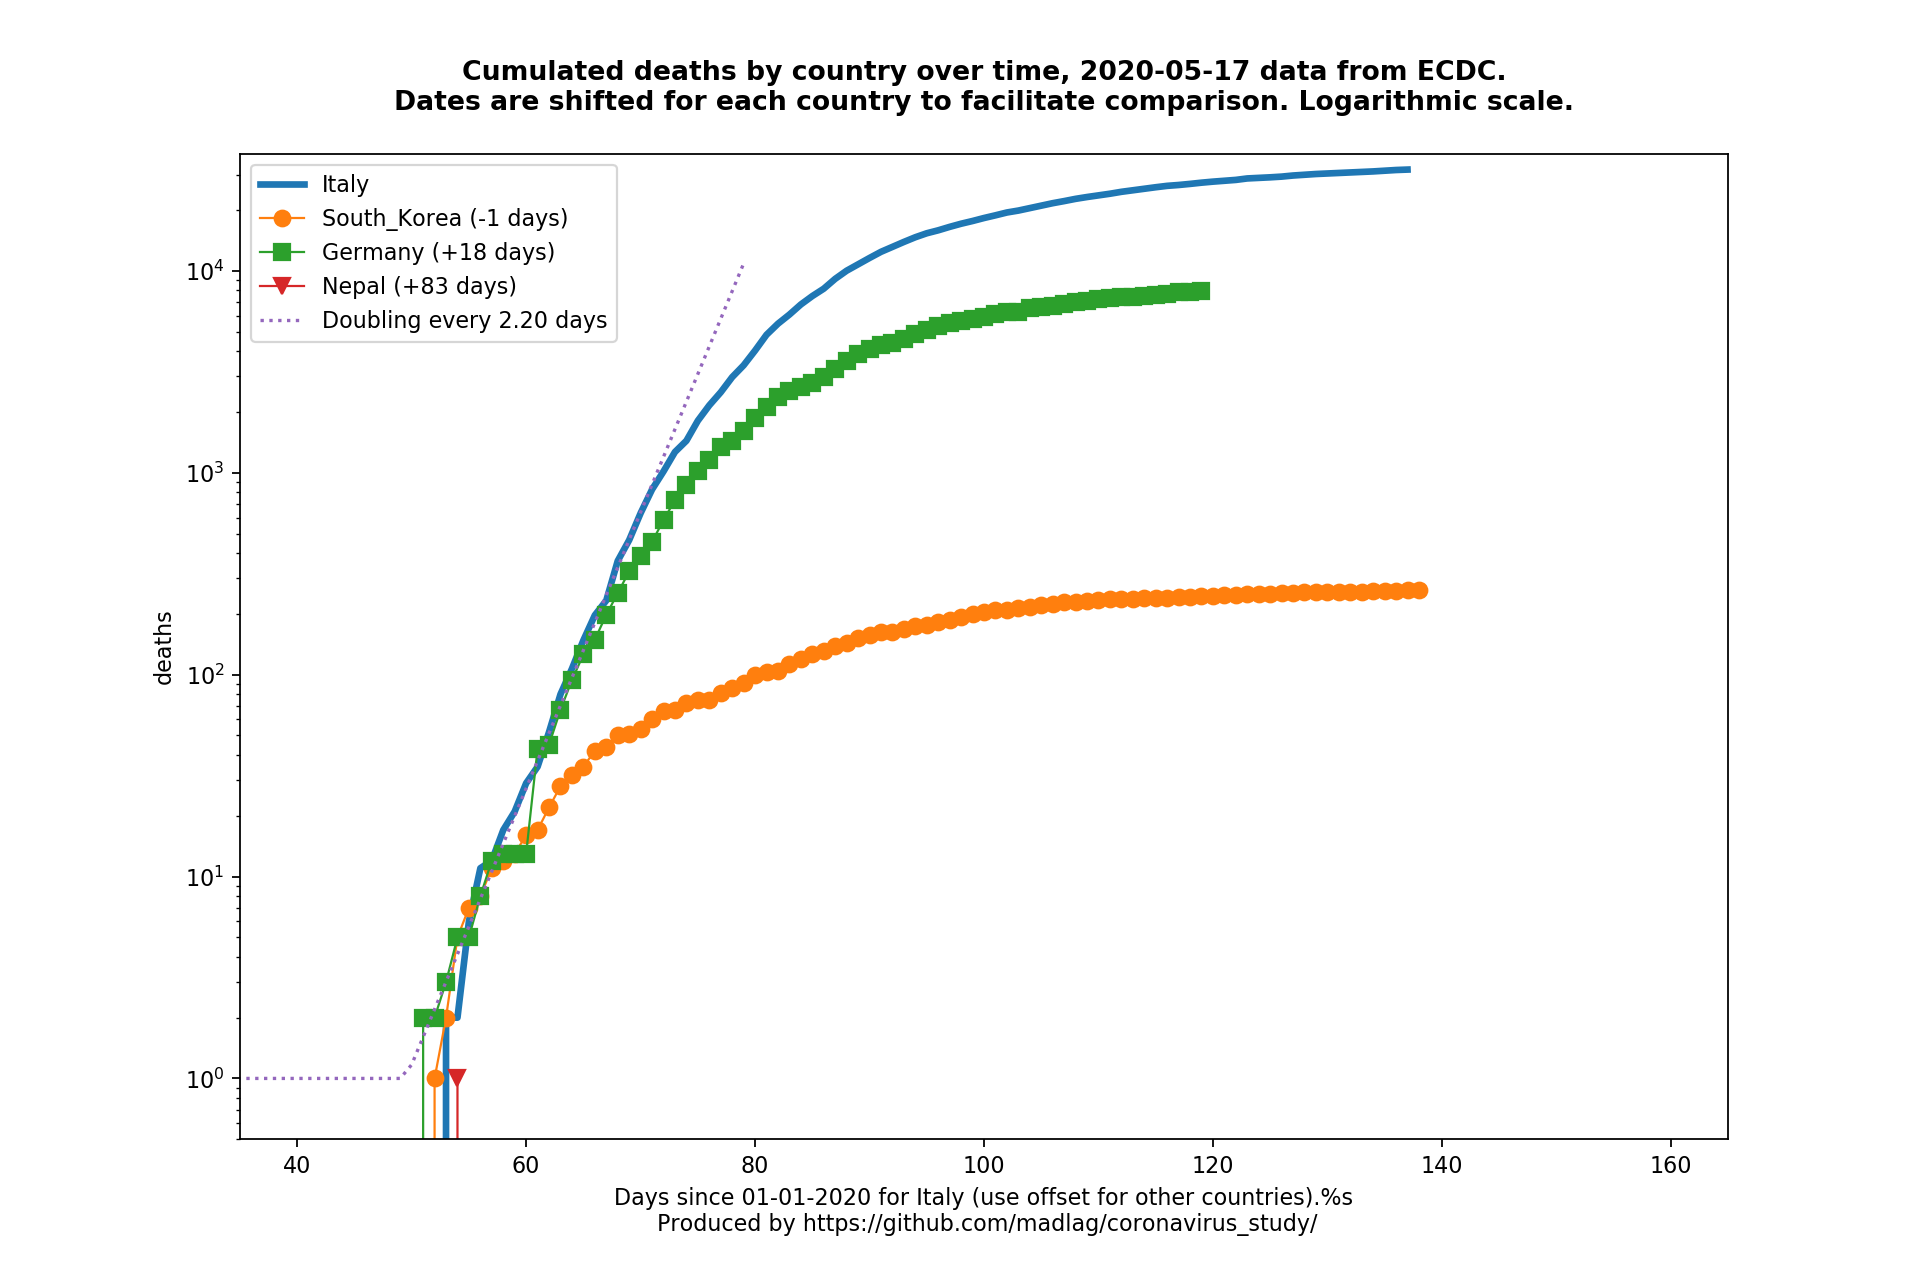 Cumulated deaths by country over time, 2020-05-17 data from ECDC.
Dates are shifted for each country to facilitate comparison. Logarithmic scale.
Italy
South_Korea (-1 days)
Germany (+18 days)
Nepal (+83 days)
Doubling every 2.20 days
10⁴
10³
10²
10¹
10⁰
deaths
40 60 80 100 120 140 160
Days since 01-01-2020 for Italy (use offset for other countries).%s
Produced by https://github.com/madlag/coronavirus_study/